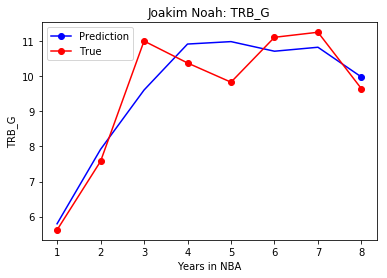 Joakim Noah: TRB_G
Prediction
True
TRB_G
11
10
9
8
7
6
1 2 3 4 5 6 7 8
Years in NBA